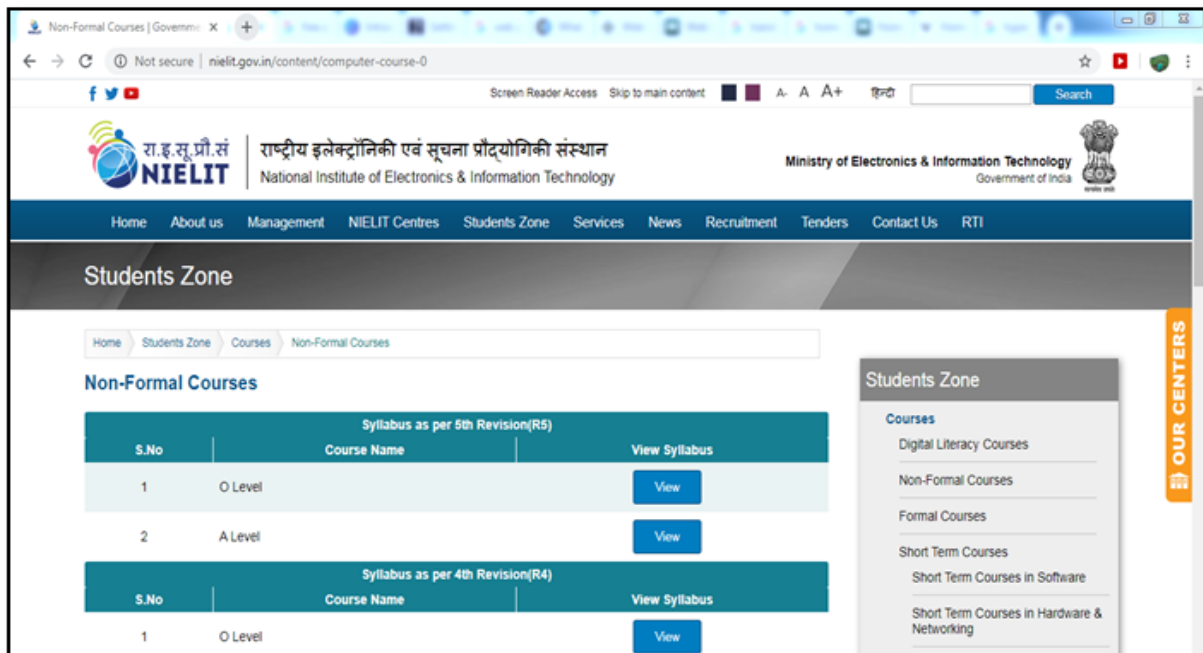 Non-Formal Courses | Governme
Not secure | nielit.gov.in/content/computer-course-0
Screen Reader Access Skip to main content A- A A+ हिन्दी Search
रा.इ.सू.प्रौ.सं
NIELIT
राष्ट्रीय इलेक्ट्रॉनिकी एवं सूचना प्रौद्योगिकी संस्थान
National Institute of Electronics & Information Technology
Ministry of Electronics & Information Technology
Government of India
Home About us Management NIELIT Centres Students Zone Services News Recruitment Tenders Contact Us RTI
Students Zone
Home Students Zone Courses Non-Formal Courses
Non-Formal Courses
Syllabus as per 5th Revision(R5)
S.No Course Name View Syllabus
1 O Level View
2 A Level View
Syllabus as per 4th Revision(R4)
S.No Course Name View Syllabus
1 O Level View
Students Zone
Courses
Digital Literacy Courses
Non-Formal Courses
Formal Courses
Short Term Courses
Short Term Courses in Software
Short Term Courses in Hardware &
Networking
OUR CENTERS